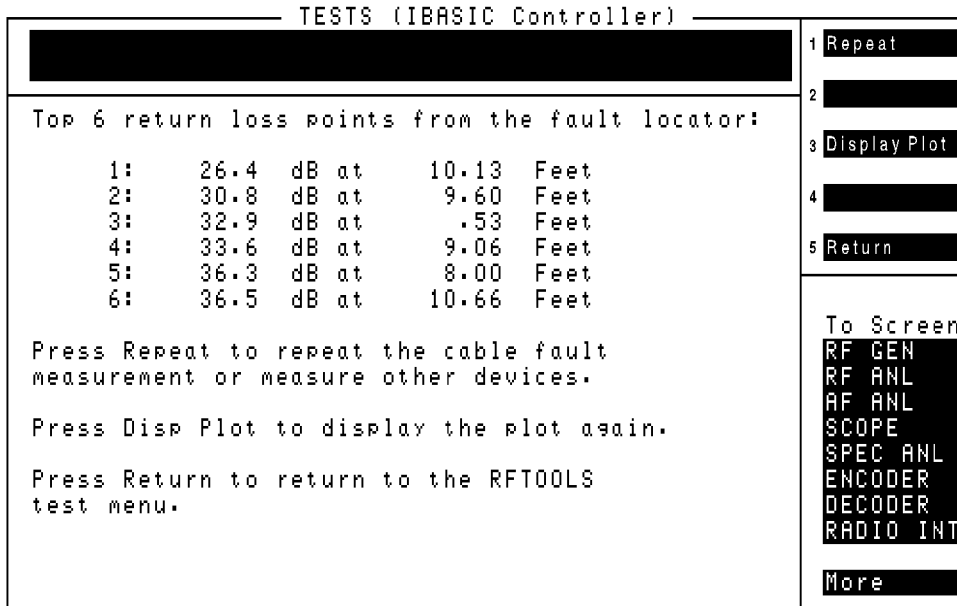 TESTS (IBASIC Controller)
Top 6 return loss points from the fault locator:
1: 26.4 dB at 10.13 Feet
2: 30.8 dB at 9.60 Feet
3: 32.9 dB at .53 Feet
4: 33.6 dB at 9.06 Feet
5: 36.3 dB at 8.00 Feet
6: 36.5 dB at 10.66 Feet
Press Repeat to repeat the cable fault
measurement or measure other devices.
Press Disp Plot to display the plot again.
Press Return to return to the RFTOOLS
test menu.
1 Repeat
2
3 Display Plot
4
5 Return
To Screen
RF GEN
RF ANL
AF ANL
SCOPE
SPEC ANL
ENCODER
DECODER
RADIO INT
More